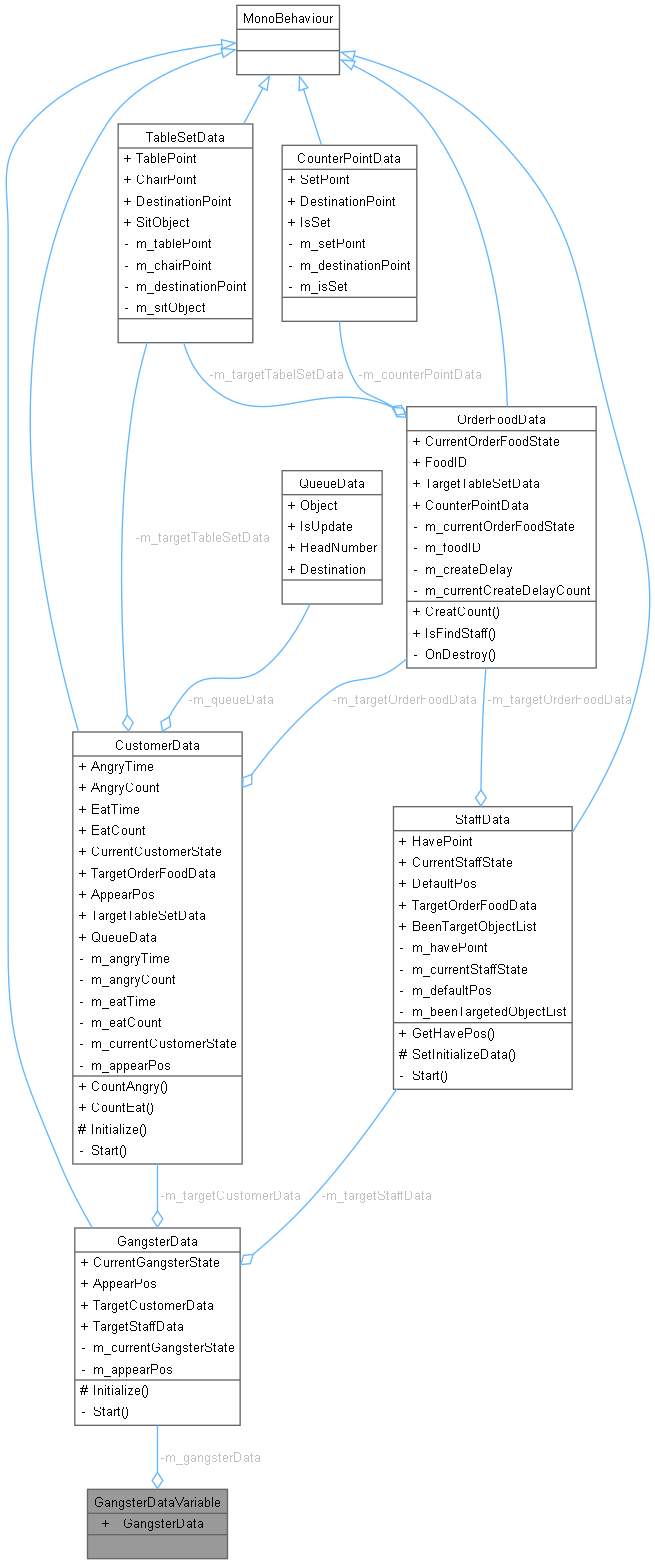 MonoBehaviour
TableSetData
+ TablePoint
+ ChairPoint
+ DestinationPoint
+ SitObject
- m_tablePoint
- m_chairPoint
- m_destinationPoint
- m_sitObject
CounterPointData
+ SetPoint
+ DestinationPoint
+ IsSet
- m_setPoint
- m_destinationPoint
- m_isSet
-m_targetTabelSetData
-m_counterPointData
OrderFoodData
+ CurrentOrderFoodState
+ FoodID
+ TargetTableSetData
+ CounterPointData
- m_currentOrderFoodState
- m_foodID
- m_createDelay
- m_currentCreateDelayCount
+ CreatCount()
+ IsFindStaff()
- OnDestroy()
QueueData
+ Object
+ IsUpdate
+ HeadNumber
+ Destination
-m_targetTableSetData
-m_queueData
-m_targetOrderFoodData
-m_targetOrderFoodData
CustomerData
+ AngryTime
+ AngryCount
+ EatTime
+ EatCount
+ CurrentCustomerState
+ TargetOrderFoodData
+ AppearPos
+ TargetTableSetData
+ QueueData
- m_angryTime
- m_angryCount
- m_eatTime
- m_eatCount
- m_currentCustomerState
- m_appearPos
+ CountAngry()
+ CountEat()
# Initialize()
- Start()
StaffData
+ HavePoint
+ CurrentStaffState
+ DefaultPos
+ TargetOrderFoodData
+ BeenTargetObjectList
- m_havePoint
- m_currentStaffState
- m_defaultPos
- m_beenTargetedObjectList
+ GetHavePos()
# SetInitializeData()
- Start()
-m_targetCustomerData
-m_targetStaffData
GangsterData
+ CurrentGangsterState
+ AppearPos
+ TargetCustomerData
+ TargetStaffData
- m_currentGangsterState
- m_appearPos
# Initialize()
- Start()
-m_gangsterData
GangsterDataVariable
+ GangsterData